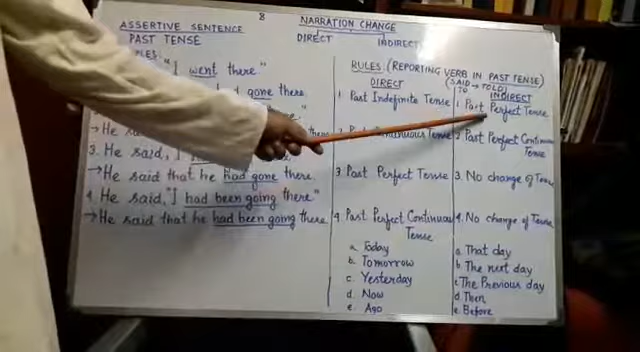 8
NARRATION CHANGE
DIRECT INDIRECT
ASSERTIVE SENTENCE
PAST TENSE
"I went there"
gone there
→ He sa
there
3. He said, I
→ He said that he had gone there.
4. He said, "I had been going there"
→ He said that he had been going there
RULES: (REPORTING VERB IN PAST TENSE)
(SAID → TOLD)
TO
DIRECT
INDIRECT
1. Past Indefinite Tense
1. Past Perfect Tense
Tense
2. Past Perfect Continuous
Tense
3. Past Perfect Tense
3. No change of Tense
4. Past Perfect Continuous
Tense
4. No change of Tense
a. Today
a. That day
b. Tomorrow
b. The next day
c. Yesterday
c. The Previous day
d. Now
d. Then
e. Ago
e. Before